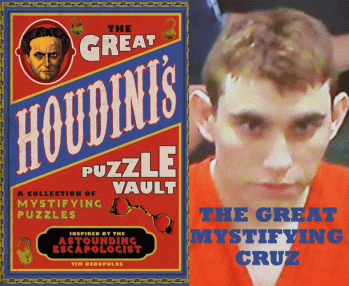 THE
GREAT
HOUDINI'S
PUZZLE
VAULT
A COLLECTION OF
MYSTIFYING
PUZZLES
INSPIRED BY THE
ASTOUNDING
ESCAPOLOGIST
TIM DEDOPULOS
THE GREAT
MYSTIFYING
CRUZ